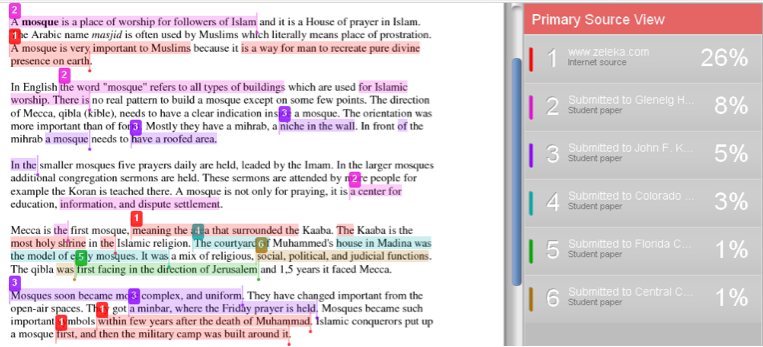 2
A mosque is a place of worship for followers of Islam and it is a House of prayer in Islam.
1
The Arabic name masjid is often used by Muslims which literally means place of prostration.
A mosque is very important to Muslims because it is a way for man to recreate pure divine
presence on earth.
2
In English the word "mosque" refers to all types of buildings which are used for Islamic
worship. There is no real pattern to build a mosque except on some few points. The direction
of Mecca, qibla (kible), needs to have a clear indication 3 a mosque. The orientation was
more important than of 3 Mostly they have a mihrab, a niche in the wall. In front of the
mihrab a mosque needs to have a roofed area.
In the smaller mosques five prayers daily are held, leaded by the Imam. In the larger mosques
additional congregation sermons are held. These sermons are attended by 2 people for
example the Koran is teached there. A mosque is not only for praying, it is a center for
education, information, and dispute settlement.
1
Mecca is the first mosque, meaning the 4 that surrounded the Kaaba. The Kaaba is the
most holy shrine in the Islamic religion. The courtyard 6 Muhammed's house in Madina was
the model of 5 mosques. It was a mix of religious, social, political, and judicial functions.
The qibla was first facing in the direction of Jerusalem and 1,5 years it faced Mecca.
3
Mosques soon became 3 complex, and uniform. They have changed important from the
open-air spaces. 1 got a minbar, where the Friday prayer is held. Mosques became such
important 1 within few years after the death of Muhammad. Islamic conquerors put up
a mosque first, and then the military camp was built around it.
Primary Source View
1 www.zeleka.com 26%
Internet source
2 Submitted to Glenelg H... 8%
Student paper
3 Submitted to John F. K... 5%
Student paper
4 Submitted to Colorado ... 3%
Student paper
5 Submitted to Florida C... 1%
Student paper
6 Submitted to Central C... 1%
Student paper